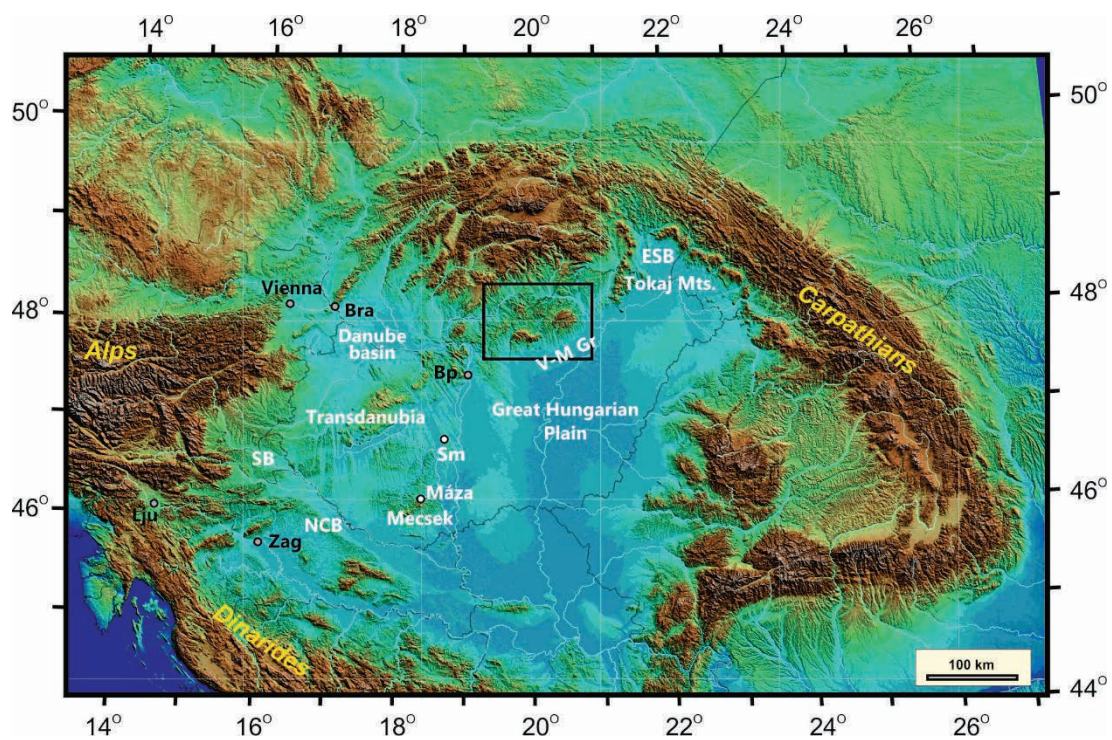 14° 16° 18° 20° 22° 24° 26°
50° 50°
ESB
Tokaj Mts.
Vienna
48° 48°
Bra
Carpathians
Danube
basin
Alps
V-M Gr
Bp
Transdanubia
Great Hungarian
Plain
Sm
SB
Máza
46° 46°
Lju
Mecsek
NCB
Zag
Dinarides
100 km
44°
14° 16° 18° 20° 22° 24° 26°